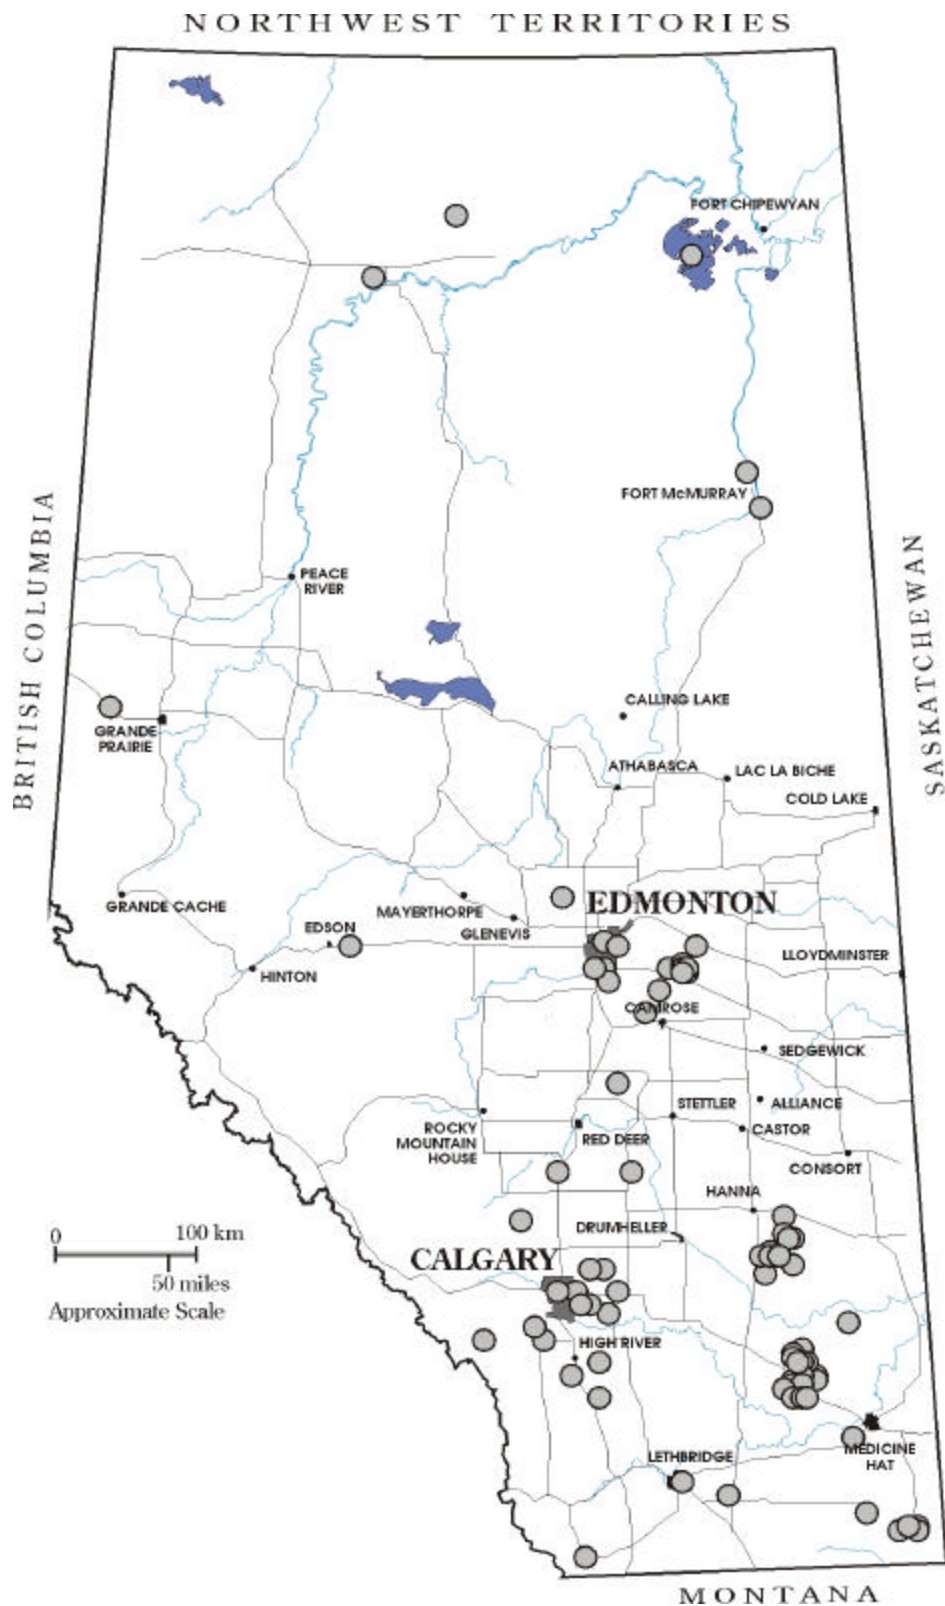 NORTHWEST TERRITORIES
FORT CHIPEWYAN
FORT McMURRAY
BRITISH COLUMBIA
SASKATCHEWAN
PEACE
RIVER
CALLING LAKE
GRANDE
PRAIRIE
ATHABASCA
LAC LA BICHE
COLD LAKE
GRANDE CACHE
MAYERTHORPE
EDMONTON
EDSON
GLENEVIS
HINTON
LLOYDMINSTER
CAMROSE
SEDGEWICK
STETTLER
ALLIANCE
ROCKY
MOUNTAIN
HOUSE
RED DEER
CASTOR
CONSORT
HANNA
DRUMHELLER
0 100 km
50 miles
Approximate Scale
CALGARY
HIGH RIVER
LETHBRIDGE
MEDICINE
HAT
MONTANA